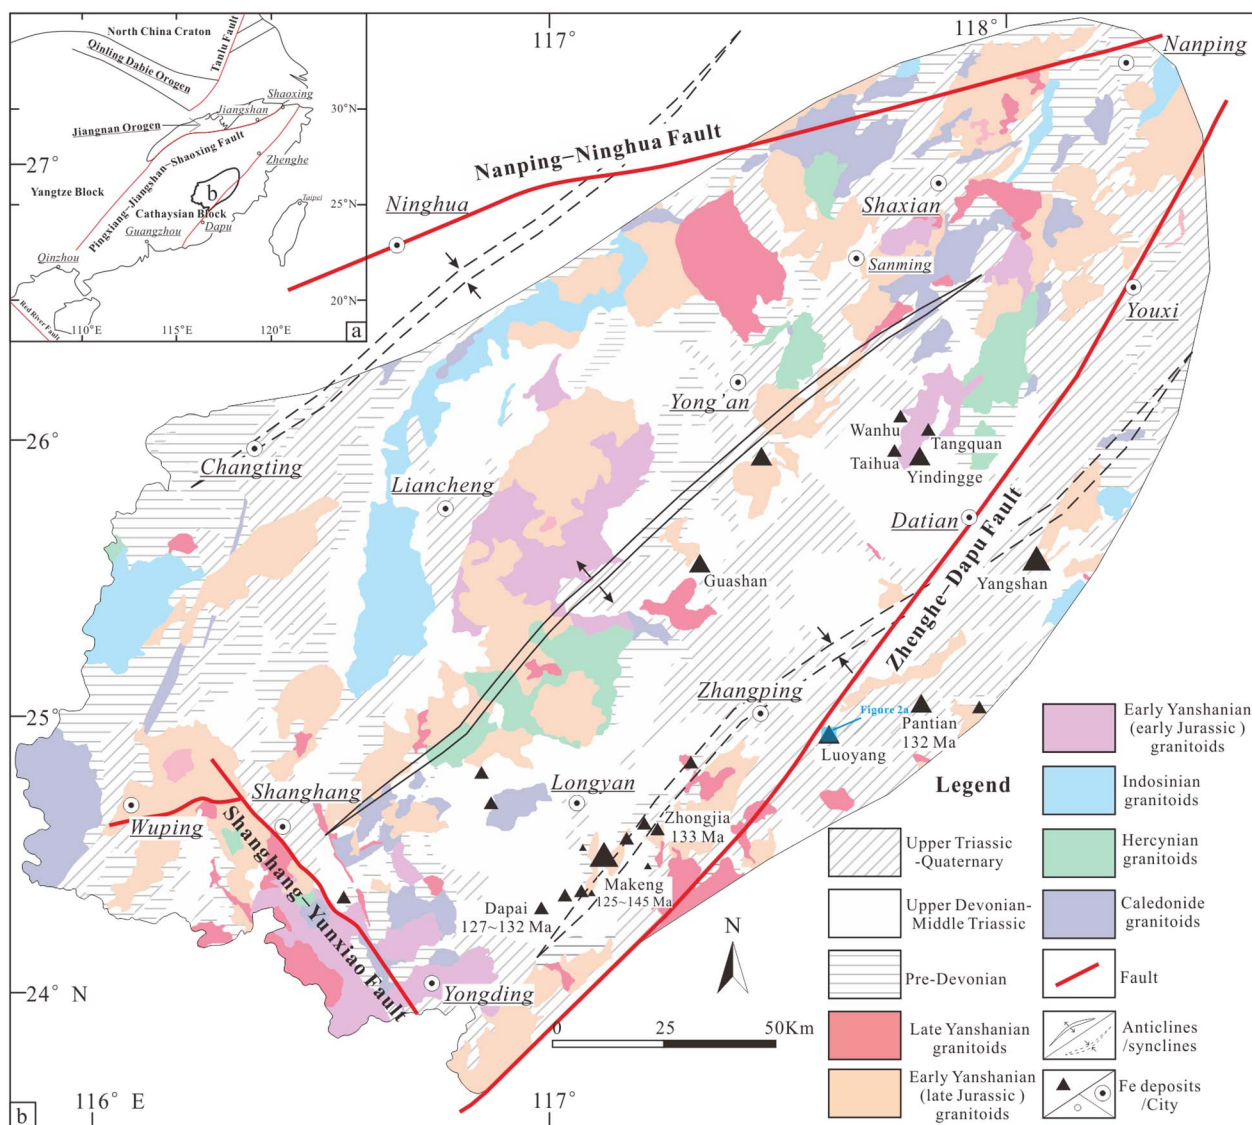 North China Craton
Tanlu Fault
Qinling Dabie Orogen
Shaoxing
Jiangshan
30°N
Jiangnan Orogen
27°
Pingxiang-Jiangshan-Shaoxing Fault
Zhenghe
Yangtze Block
b
Taipei
Cathaysian Block
25°N
Dapu
Guangzhou
Qinzhou
20°N
Red River Fault
110°E
115°E
120°E
a
117°
118°
Nanping
Nanping-Ninghua Fault
Ninghua
Shaxian
Sanming
Youxi
Yong'an
26°
Wanhu
Tangquan
Taihua
Yindingge
Changting
Liancheng
Datian
Guashan
Yangshan
Zhenghe-Dapu Fault
Zhangping
25°
Figure 2a
Pantian
132 Ma
Luoyang
Longyan
Shanghang
Wuping
Zhongjia
133 Ma
Shanghang-Yunxiao Fault
Makeng
125~145 Ma
Dapai
127~132 Ma
N
24° N
Yongding
0
25
50Km
116° E
117°
b
Legend
Upper Triassic
-Quaternary
Upper Devonian-
Middle Triassic
Pre-Devonian
Late Yanshanian
granitoids
Early Yanshanian
(late Jurassic)
granitoids
Early Yanshanian
(early Jurassic)
granitoids
Indosinian
granitoids
Hercynian
granitoids
Caledonide
granitoids
Fault
Anticlines
/synclines
Fe deposits
/City